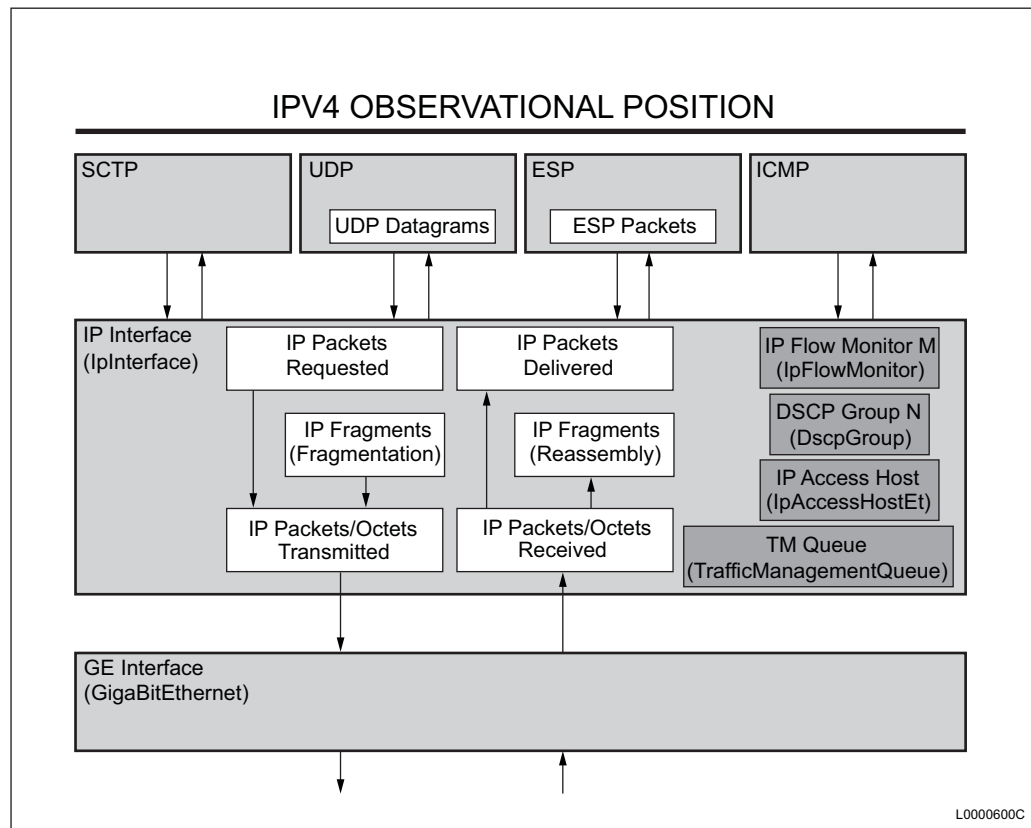 IPV4 OBSERVATIONAL POSITION
SCTP
UDP
UDP Datagrams
ESP
ESP Packets
ICMP
IP Interface
(IpInterface)
IP Packets
Requested
IP Packets
Delivered
IP Fragments
(Fragmentation)
IP Fragments
(Reassembly)
IP Packets/Octets
Transmitted
IP Packets/Octets
Received
IP Flow Monitor M
(IpFlowMonitor)
DSCP Group N
(DscpGroup)
IP Access Host
(IpAccessHostEt)
TM Queue
(TrafficManagementQueue)
GE Interface
(GigaBitEthernet)
L0000600C